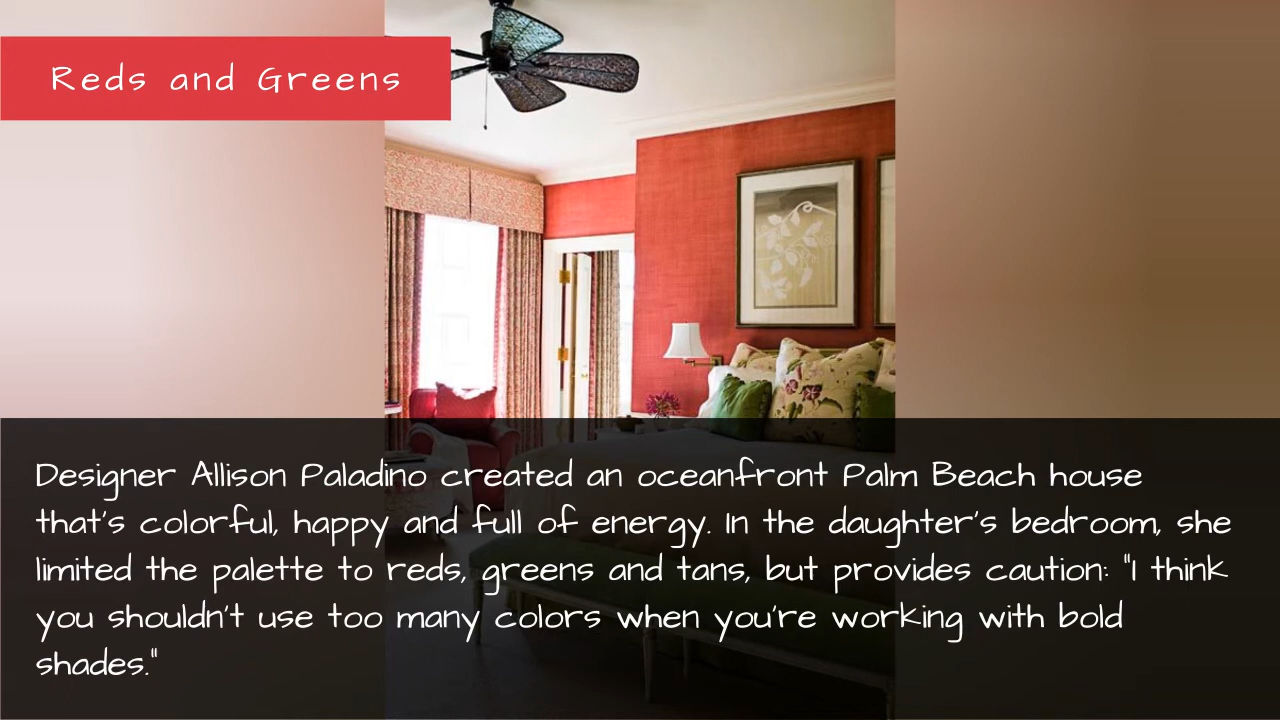 Reds and Greens
Designer Allison Paladino created an oceanfront Palm Beach house
that's colorful, happy and full of energy. In the daughter's bedroom, she
limited the palette to reds, greens and tans, but provides caution: "I think
you shouldn't use too many colors when you're working with bold
shades."